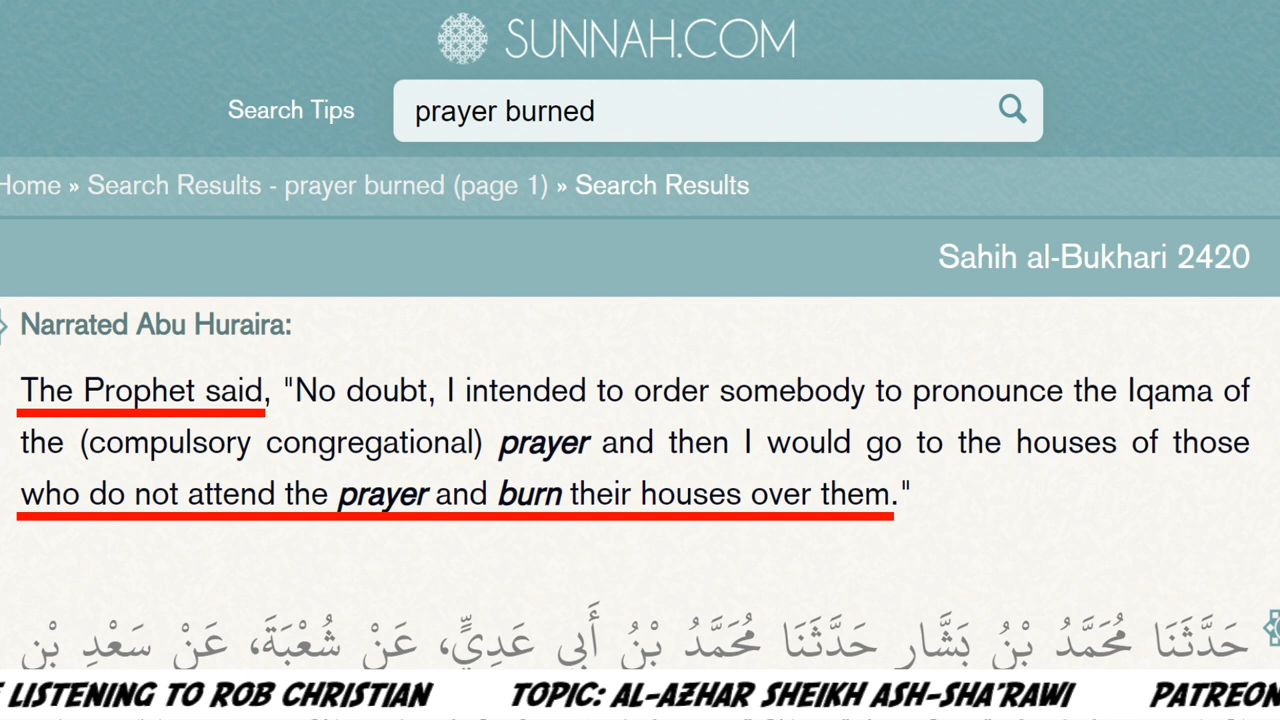 SUNNAH.COM
Search Tips
prayer burned
Home » Search Results - prayer burned (page 1) » Search Results
Sahih al-Bukhari 2420
Narrated Abu Huraira:
The Prophet said, "No doubt, I intended to order somebody to pronounce the Iqama of
the (compulsory congregational) prayer and then I would go to the houses of those
who do not attend the prayer and burn their houses over them."
حَدَّثَنَا مُحَمَّدُ بْنُ بَشَّارٍ حَدَّثَنَا مُحَمَّدُ بْنُ أَبِي عَدِيٍّ، عَنْ شُعْبَةَ، عَنْ سَعْدِ بْنِ
LISTENING TO ROB CHRISTIAN TOPIC: AL-AZHAR SHEIKH ASH-SHA'RAWI PATREON